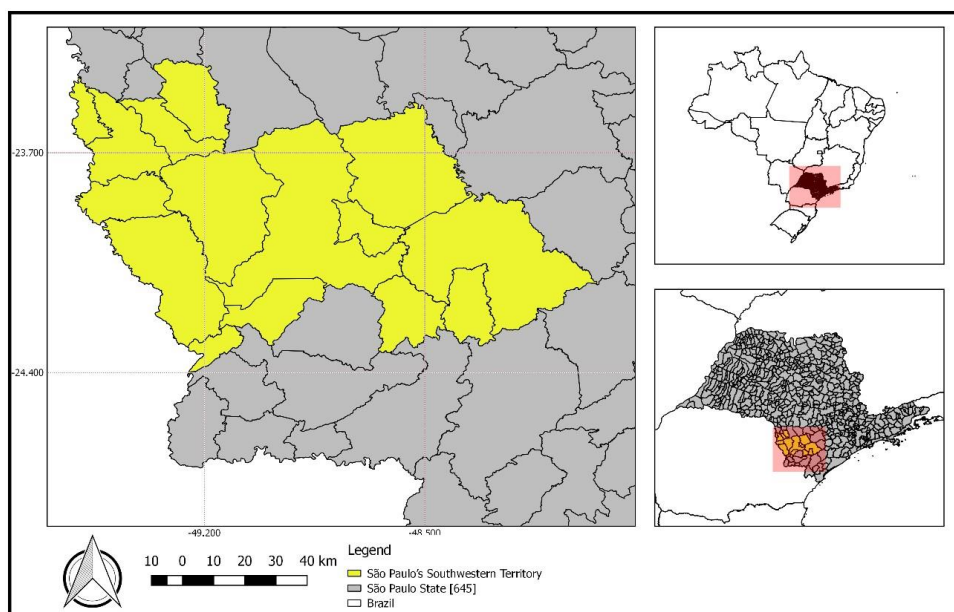 -23.700
-24.400
-49.200
-48.500
10 0 10 20 30 40 km
Legend
São Paulo's Southwestern Territory
São Paulo State [645]
Brazil